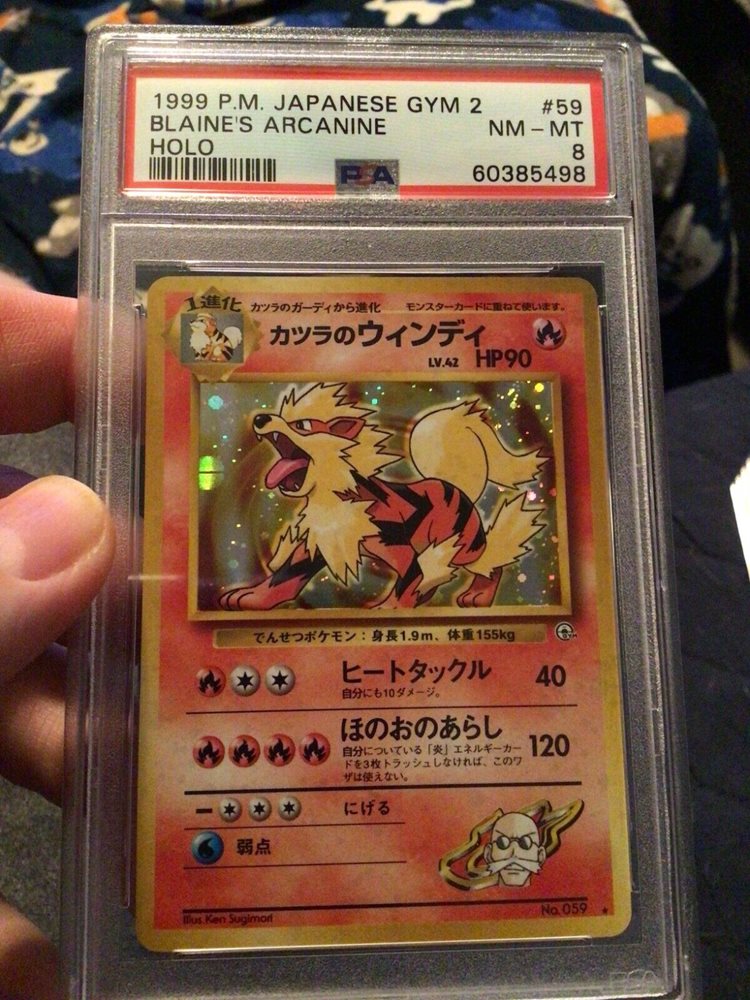 1999 P.M. JAPANESE GYM 2 #59
BLAINE'S ARCANINE NM - MT
HOLO 8
PSA 60385498
1進化 カツラのガーディから進化 モンスターカードに重ねて使います。
カツラのウィンディ
LV.42 HP90
でんせつポケモン：身長1.9m、体重155kg
GYM
ヒートタックル 40
自分にも10ダメージ。
ほのおのあらし 120
自分についている「炎」エネルギーカー
ドを3枚トラッシュしなければ、このワ
ザは使えない。
にげる
弱点
Illus.Ken Sugimori No.059 ★
PSA